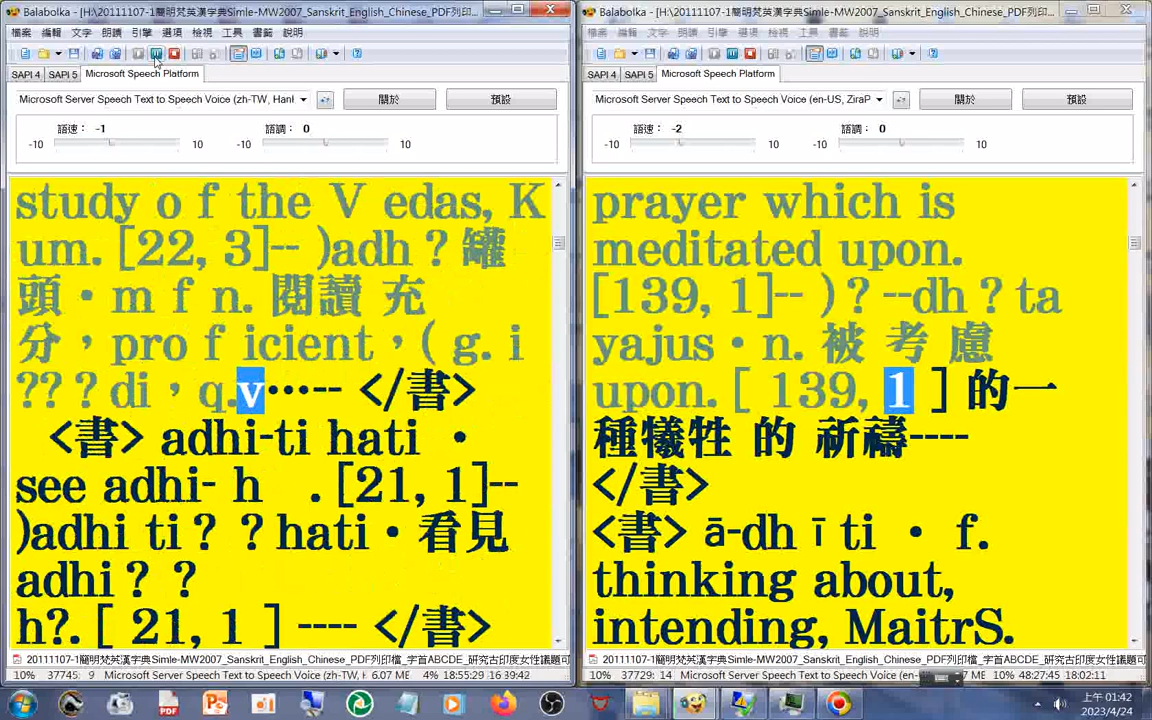 Balabolka - [H:\20111107-1簡明梵英漢字典Simle-MW2007_Sanskrit_English_Chinese_PDF列印...
檔案 編輯 文字 朗讀 引擎 選項 檢視 工具 書籤 說明
SAPI 4 SAPI 5 Microsoft Speech Platform
Microsoft Server Speech Text to Speech Voice (zh-TW, HanH
關於 預設
語速： -1 語調： 0
-10 10 -10 10
study o f the V edas, K
um. [22, 3]-- )adh ? 罐
頭・m f n. 閱讀 充
分，pro f icient，( g. i
?? ? di，q.v…-- </書>
<書> adhi-ti hati ・
see adhi- h . [21, 1]--
)adhi ti ? ? hati・看見
adhi ? ?
h?. [ 21, 1 ] ---- </書>
20111107-1簡明梵英漢字典Simle-MW2007_Sanskrit_English_Chinese_PDF列印檔_字首ABCDE_研究古印度女性議題可
10% 37745: 9 Microsoft Server Speech Text to Speech Voice (zh-TW, H 6.07 MB 4% 18:55:29 16:39:42
Balabolka - [H:\20111107-1簡明梵英漢字典Simle-MW2007_Sanskrit_English_Chinese_PDF列印...
檔案 編輯 文字 朗讀 引擎 選項 檢視 工具 書籤 說明
SAPI 4 SAPI 5 Microsoft Speech Platform
Microsoft Server Speech Text to Speech Voice (en-US, ZiraP
關於 預設
語速： -2 語調： 0
-10 10 -10 10
prayer which is
meditated upon.
[139, 1]-- ) ? --dh ? ta
yajus・n. 被 考 慮
upon. [ 139, 1 ] 的一
種犧牲 的 祈禱----
</書>
<書> ā-dh ī ti ・ f.
thinking about,
intending, MaitrS.
20111107-1簡明梵英漢字典Simle-MW2007_Sanskrit_English_Chinese_PDF列印檔_字首ABCDE_研究古印度女性議題可
10% 37729: 14 Microsoft Server Speech Text to Speech Voice (en-U 10% 48:27:45 18:02:11
上午 01:42
2023/4/24